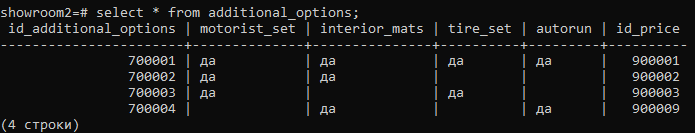 showroom2=# select * from additional_options;
 id_additional_options | motorist_set | interior_mats | tire_set | autorun | id_price
-----------------------+--------------+---------------+----------+---------+----------
                700001 | да           | да            | да       | да      |   900001
                700002 | да           | да            |          |         |   900002
                700003 | да           |               | да       |         |   900003
                700004 |              | да            |          | да      |   900009
(4 строки)